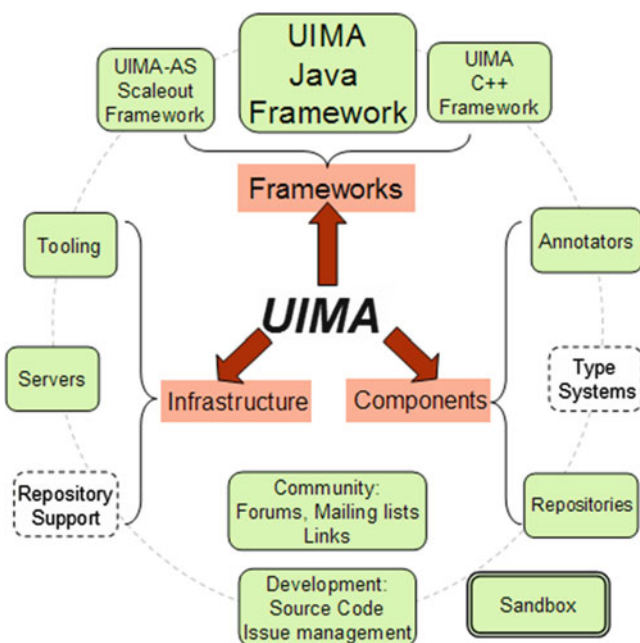 UIMA-AS
Scaleout
Framework
UIMA
Java
Framework
UIMA
C++
Framework
Frameworks
Tooling
Annotators
UIMA
Servers
Type
Systems
Infrastructure
Components
Repository
Support
Community:
Forums, Mailing lists
Links
Repositories
Development:
Source Code
Issue management
Sandbox